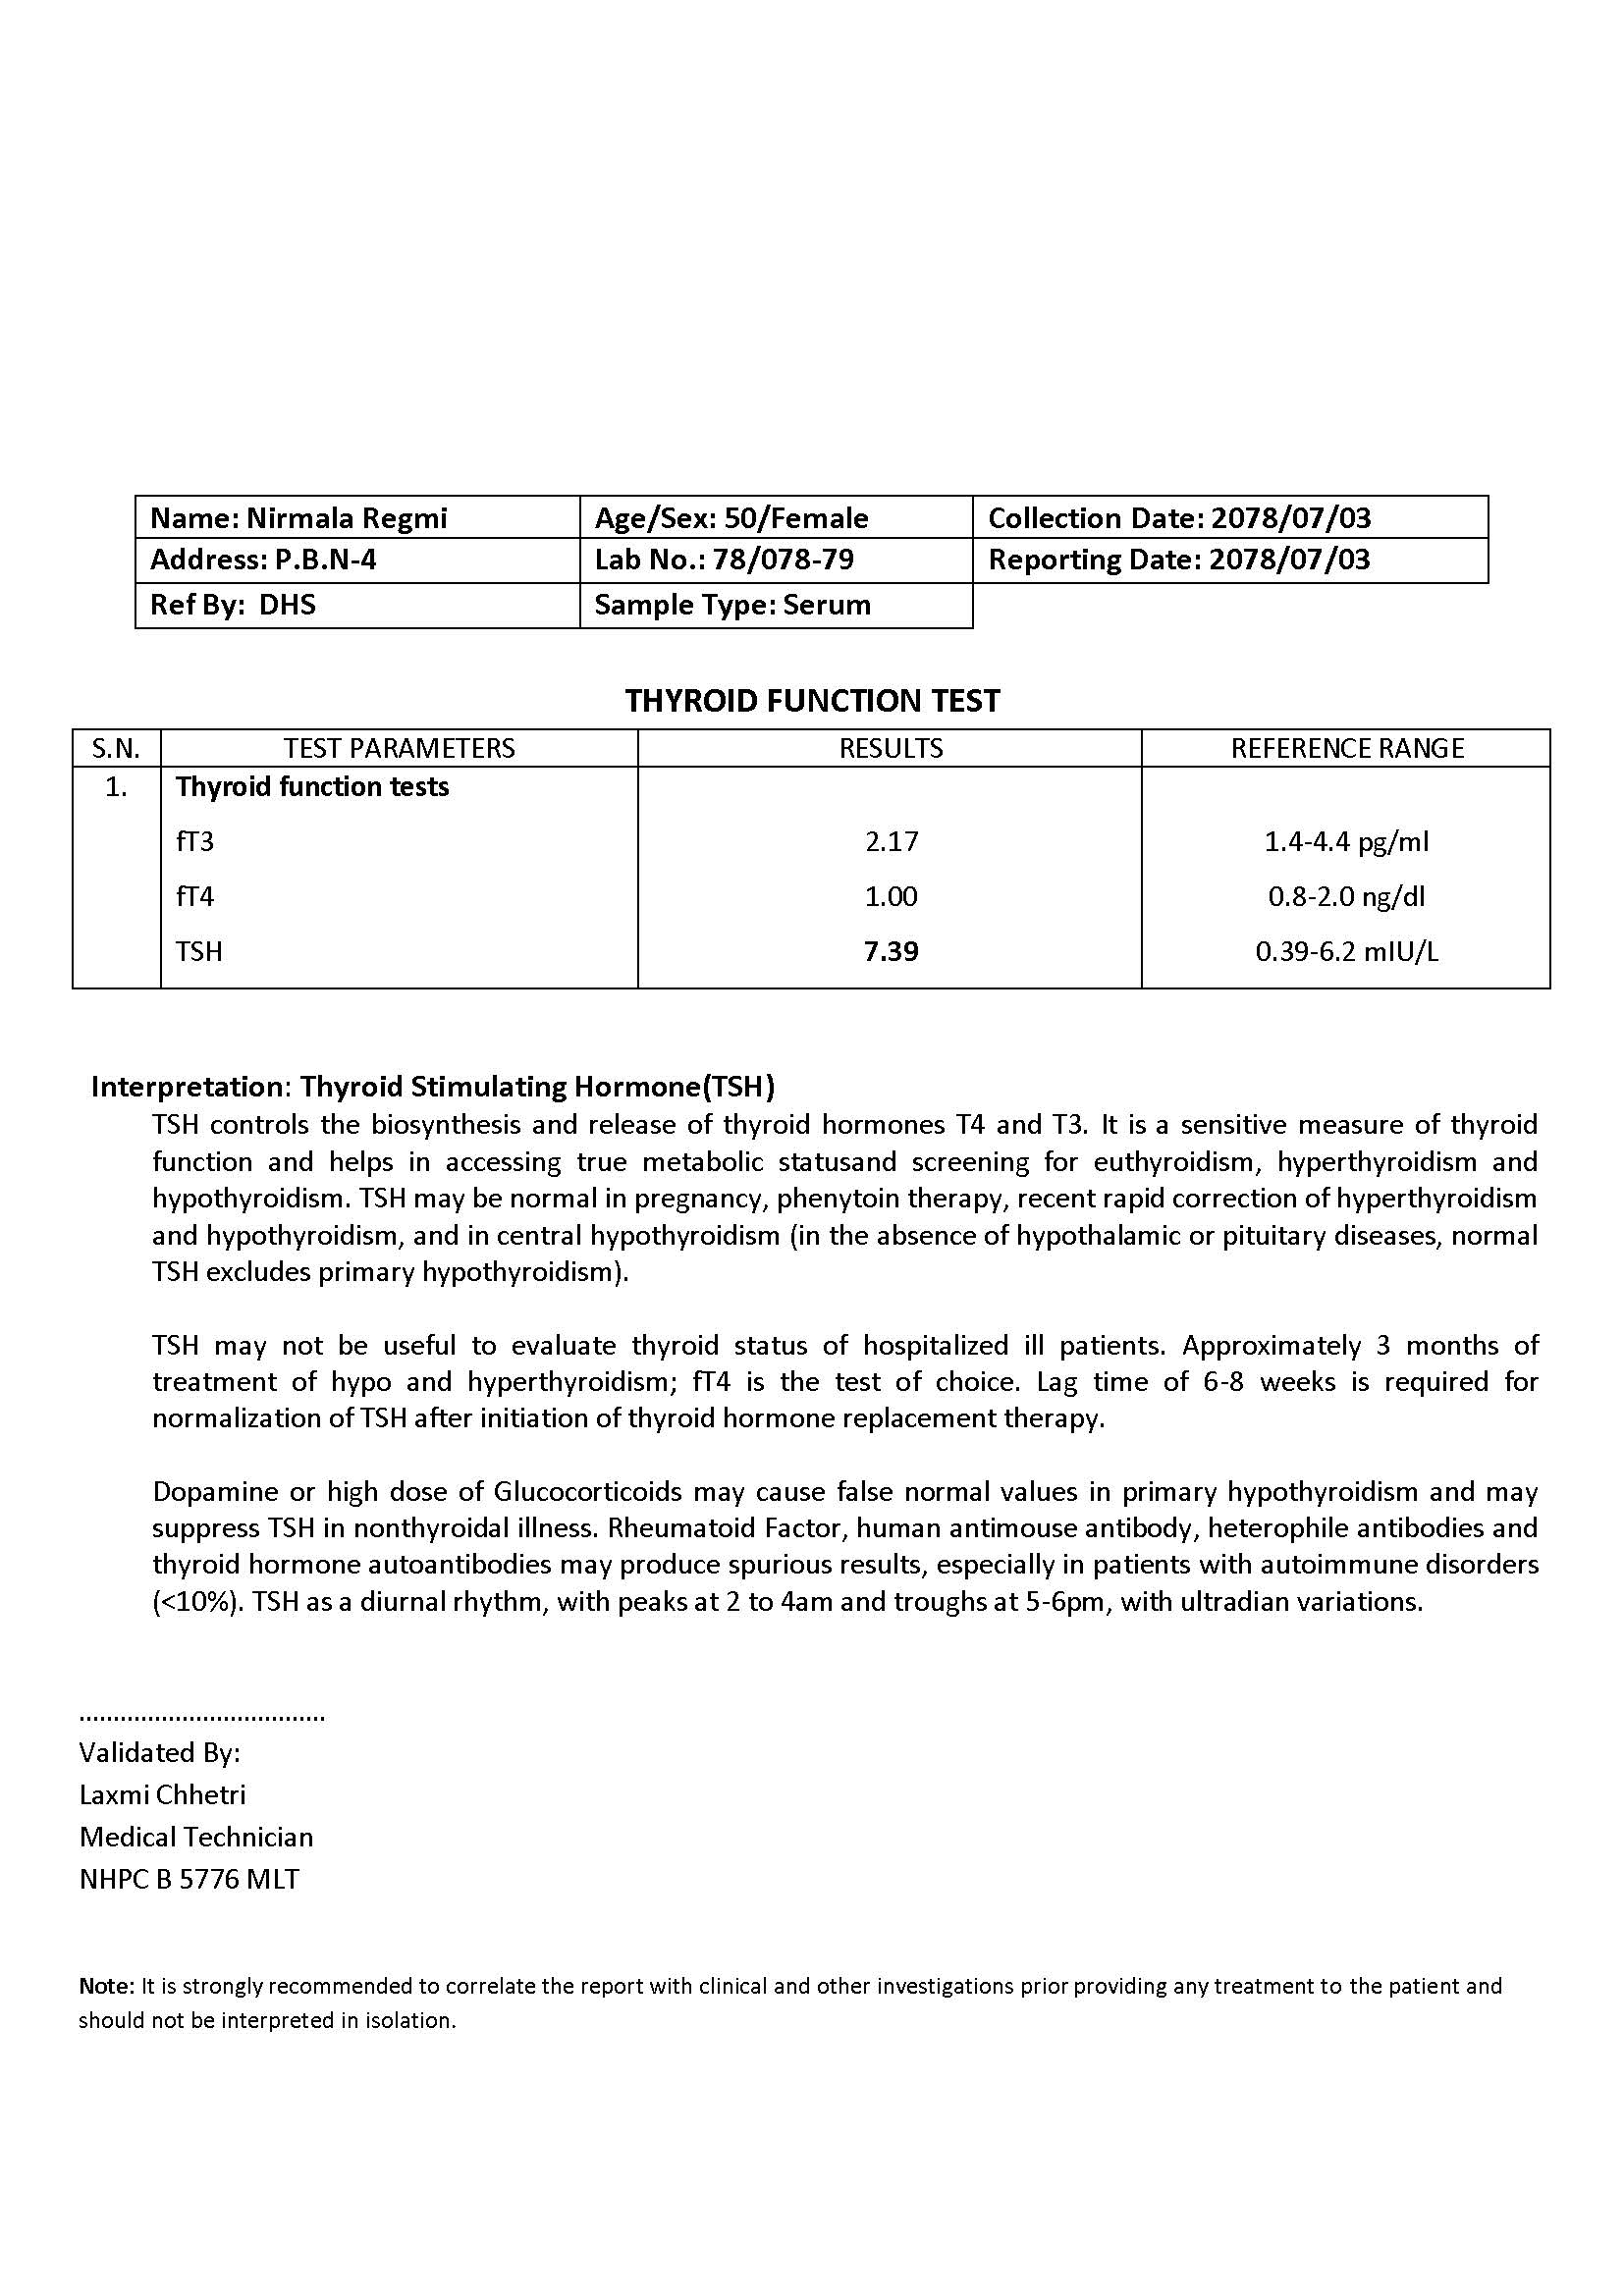 Name: Nirmala Regmi Age/Sex: 50/Female Collection Date: 2078/07/03
Address: P.B.N-4 Lab No.: 78/078-79 Reporting Date: 2078/07/03
Ref By: DHS Sample Type: Serum
THYROID FUNCTION TEST
S.N. TEST PARAMETERS RESULTS REFERENCE RANGE
1. Thyroid function tests
fT3 2.17 1.4-4.4 pg/ml
fT4 1.00 0.8-2.0 ng/dl
TSH 7.39 0.39-6.2 mIU/L
Interpretation: Thyroid Stimulating Hormone(TSH)
TSH controls the biosynthesis and release of thyroid hormones T4 and T3. It is a sensitive measure of thyroid
function and helps in accessing true metabolic statusand screening for euthyroidism, hyperthyroidism and
hypothyroidism. TSH may be normal in pregnancy, phenytoin therapy, recent rapid correction of hyperthyroidism
and hypothyroidism, and in central hypothyroidism (in the absence of hypothalamic or pituitary diseases, normal
TSH excludes primary hypothyroidism).
TSH may not be useful to evaluate thyroid status of hospitalized ill patients. Approximately 3 months of
treatment of hypo and hyperthyroidism; fT4 is the test of choice. Lag time of 6-8 weeks is required for
normalization of TSH after initiation of thyroid hormone replacement therapy.
Dopamine or high dose of Glucocorticoids may cause false normal values in primary hypothyroidism and may
suppress TSH in nonthyroidal illness. Rheumatoid Factor, human antimouse antibody, heterophile antibodies and
thyroid hormone autoantibodies may produce spurious results, especially in patients with autoimmune disorders
(<10%). TSH as a diurnal rhythm, with peaks at 2 to 4am and troughs at 5-6pm, with ultradian variations.
....................................
Validated By:
Laxmi Chhetri
Medical Technician
NHPC B 5776 MLT
Note: It is strongly recommended to correlate the report with clinical and other investigations prior providing any treatment to the patient and
should not be interpreted in isolation.